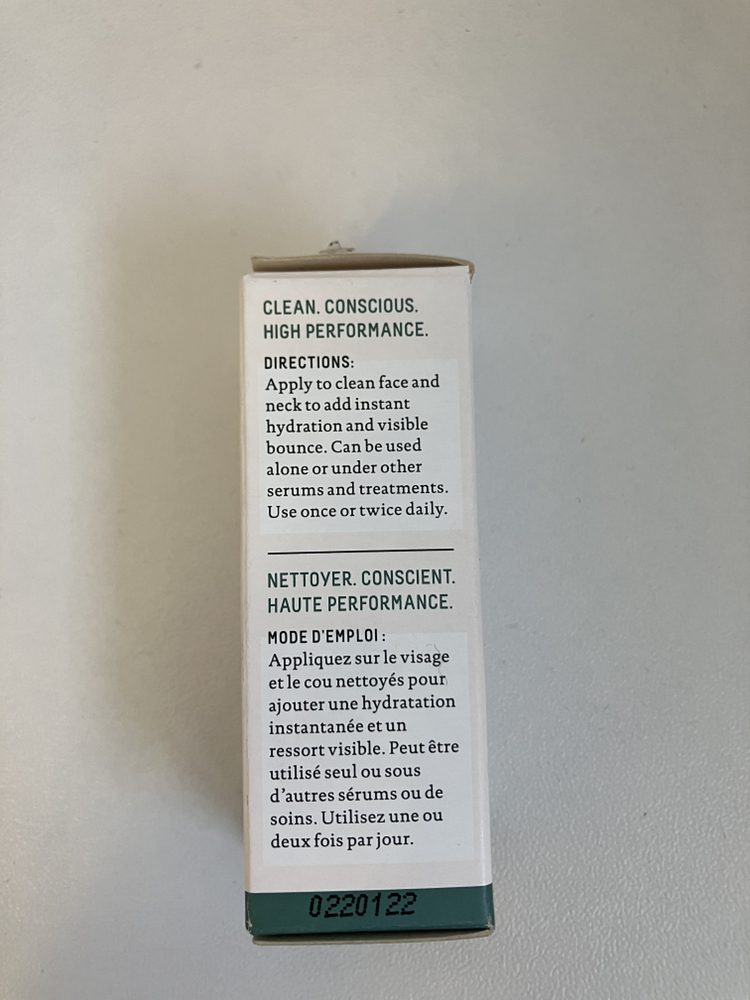 CLEAN. CONSCIOUS.
HIGH PERFORMANCE.
DIRECTIONS:
Apply to clean face and
neck to add instant
hydration and visible
bounce. Can be used
alone or under other
serums and treatments.
Use once or twice daily.
NETTOYER. CONSCIENT.
HAUTE PERFORMANCE.
MODE D'EMPLOI :
Appliquez sur le visage
et le cou nettoyés pour
ajouter une hydratation
instantanée et un
ressort visible. Peut être
utilisé seul ou sous
d'autres sérums ou de
soins. Utilisez une ou
deux fois par jour.
0220122